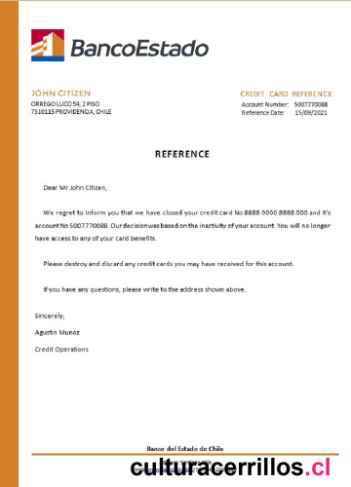 BancoEstado
JOHN CITIZEN
ORREGO LUCO 54, 2 PISO
7510115 PROVIDENCIA, CHILE
CREDIT CARD REFERENCE
Account Number: 5007770088
Reference Date: 15/09/2021
REFERENCE
Dear Mr John Citizen,
We regret to inform you that we have closed your credit card No 8888 0000 8888 000 and it's
account No 5007770088. Our decision was based on the inactivity of your account. You will no longer
have access to any of your card benefits.
Please destroy and discard any credit cards you may have received for this account.
If you have any questions, please write to the address shown above.
Sincerely,
Agustin Munoz
Credit Operations
Banco del Estado de Chile
culturacerrillos.cl